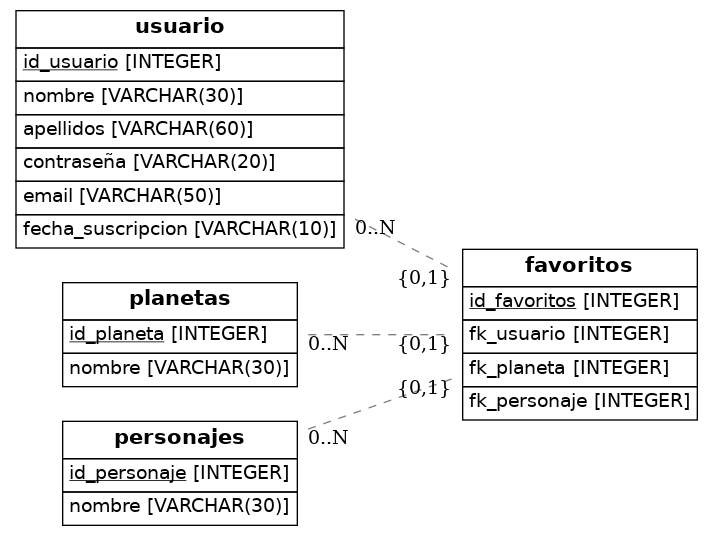 usuario
id_usuario [INTEGER]
nombre [VARCHAR(30)]
apellidos [VARCHAR(60)]
contraseña [VARCHAR(20)]
email [VARCHAR(50)]
fecha_suscripcion [VARCHAR(10)]
0..N
{0,1}
favoritos
id_favoritos [INTEGER]
fk_usuario [INTEGER]
fk_planeta [INTEGER]
fk_personaje [INTEGER]
planetas
id_planeta [INTEGER]
nombre [VARCHAR(30)]
0..N
{0,1}
{0,1}
personajes
id_personaje [INTEGER]
nombre [VARCHAR(30)]
0..N